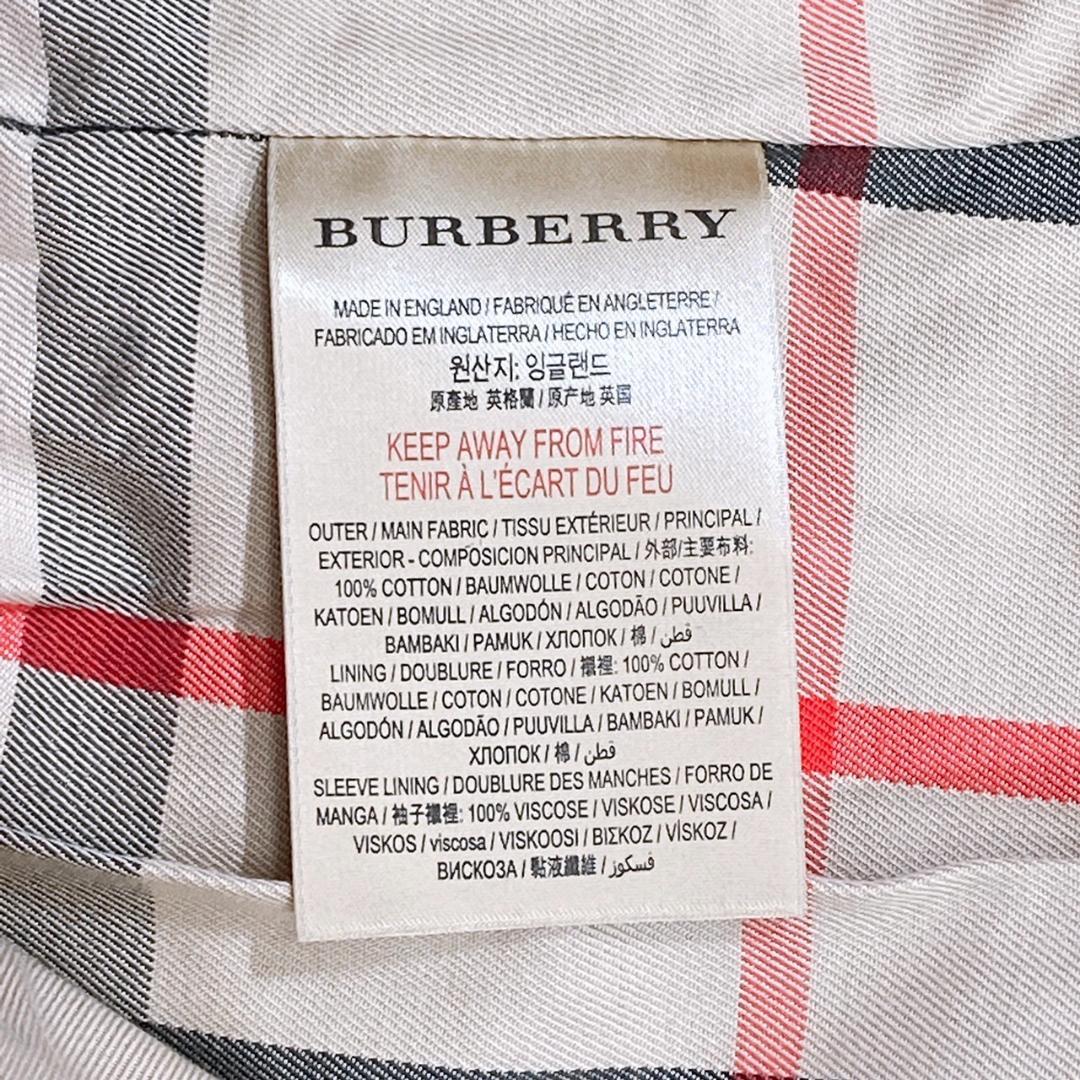 BURBERRY
MADE IN ENGLAND / FABRIQUÉ EN ANGLETERRE /
FABRICADO EM INGLATERRA / HECHO EN INGLATERRA
원산지: 잉글랜드
原產地 英格蘭 / 原产地 英国
KEEP AWAY FROM FIRE
TENIR À L'ÉCART DU FEU
OUTER / MAIN FABRIC / TISSU EXTÉRIEUR / PRINCIPAL /
EXTERIOR - COMPOSICION PRINCIPAL / 外部/主要布料:
100% COTTON / BAUMWOLLE / COTON / COTONE /
KATOEN / BOMULL / ALGODÓN / ALGODÃO / PUUVILLA /
BAMBAKI / PAMUK / ХЛОПОК / 棉 / قطن
LINING / DOUBLURE / FORRO / 襯裡: 100% COTTON /
BAUMWOLLE / COTON / COTONE / KATOEN / BOMULL /
ALGODÓN / ALGODÃO / PUUVILLA / BAMBAKI / PAMUK /
ХЛОПОК / 棉 / قطن
SLEEVE LINING / DOUBLURE DES MANCHES / FORRO DE
MANGA / 袖子襯裡: 100% VISCOSE / VISKOSE / VISCOSA /
VISKOS / viscosa / VISKOOSI / ΒΙΣΚΟΖ / VİSKOZ /
ВИСКОЗА / 黏液纖維 / فسكوز